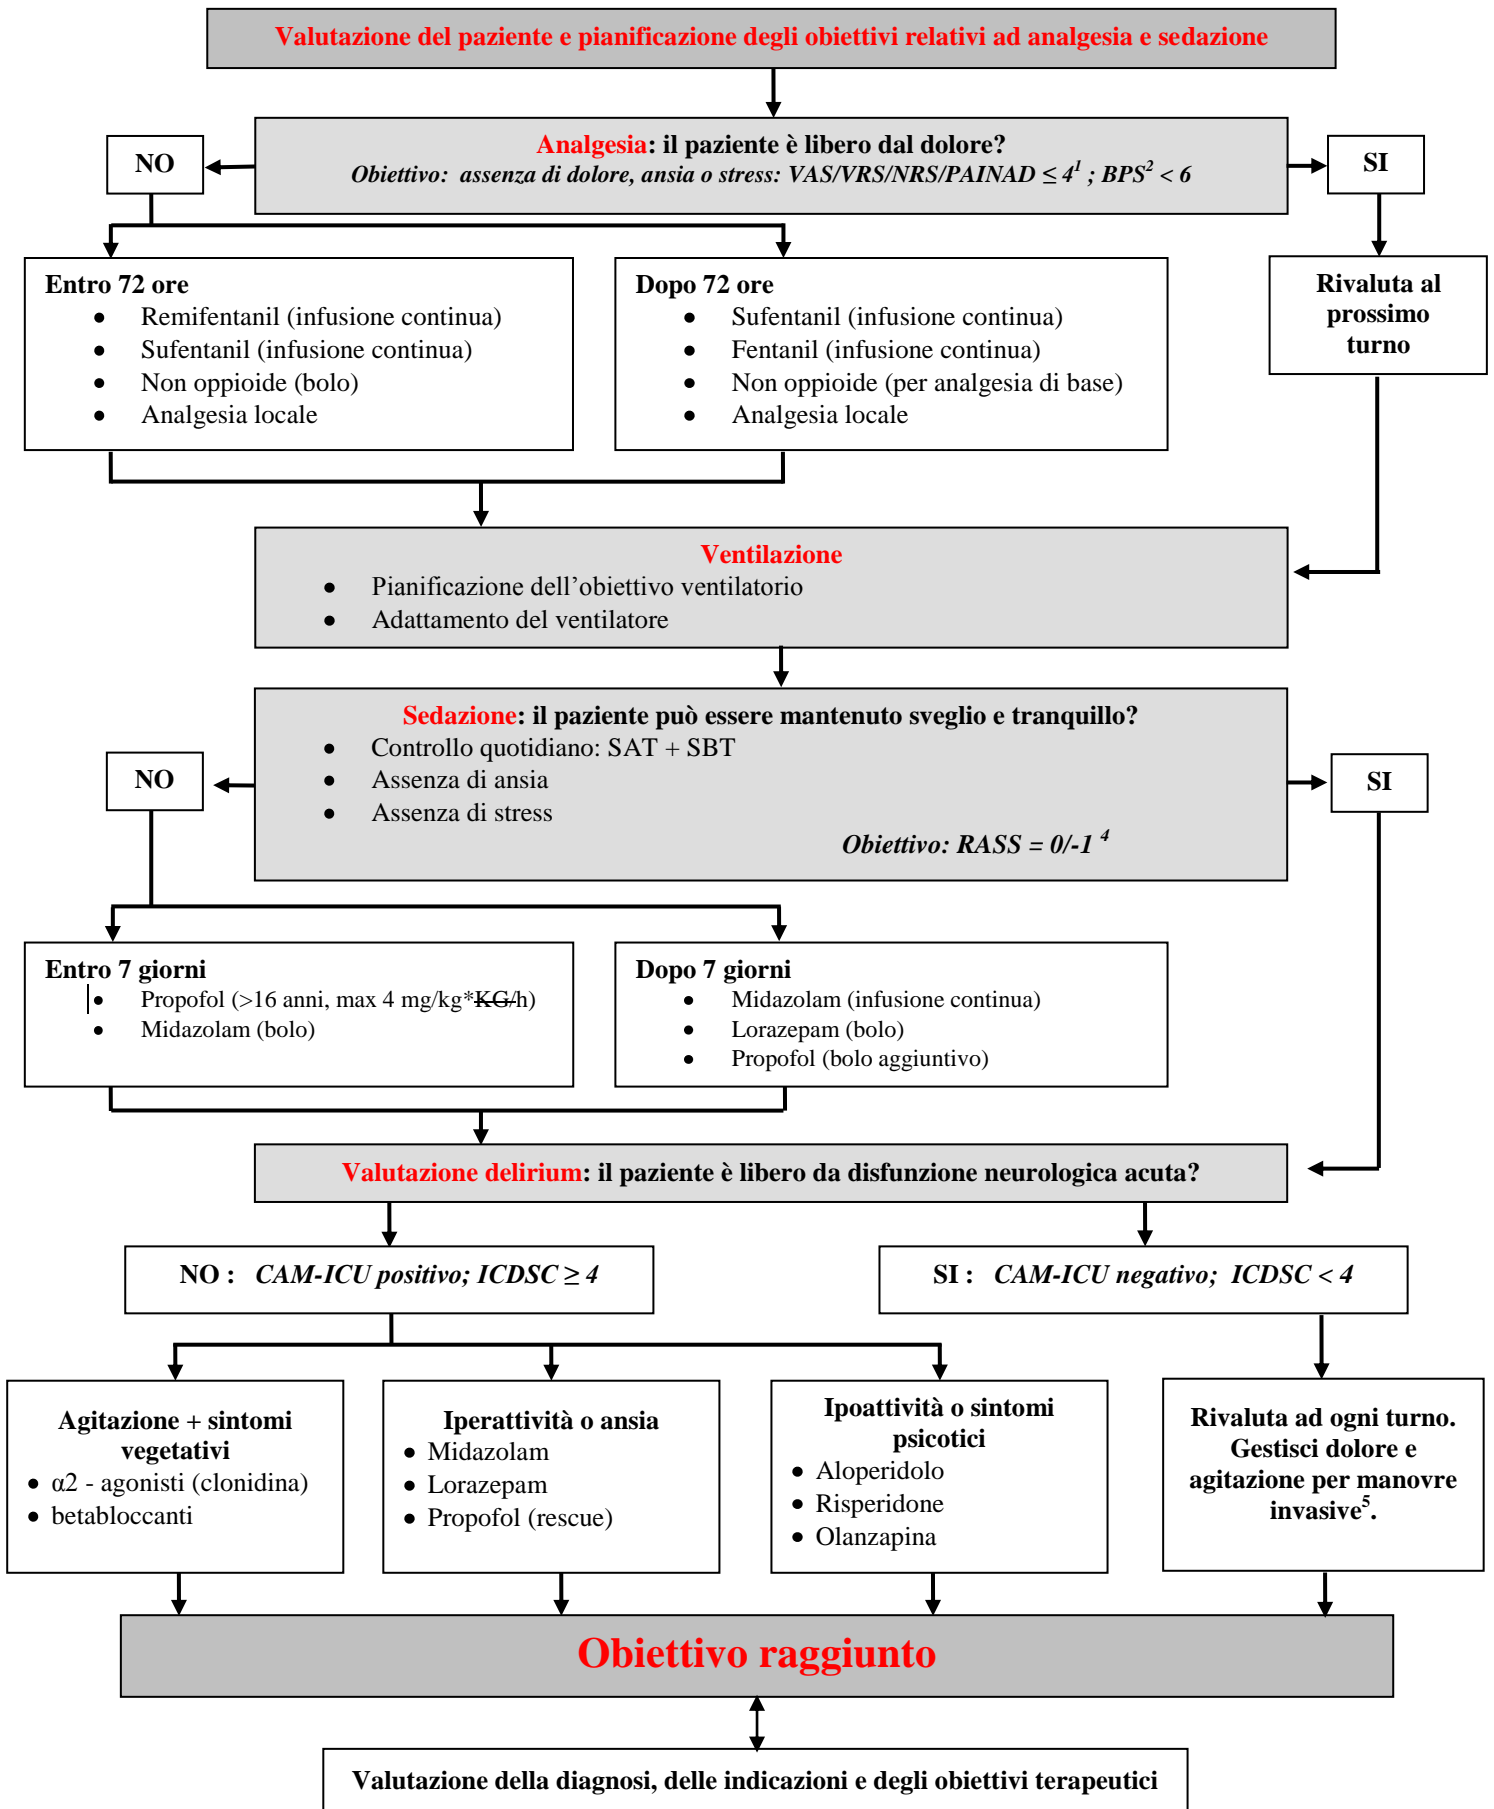 Valutazione del paziente e pianificazione degli obiettivi relativi ad analgesia e sedazione
NO
Analgesia: il paziente è libero dal dolore?
Obiettivo: assenza di dolore, ansia o stress: VAS/VRS/NRS/PAINAD ≤ 4¹ ; BPS² < 6
SI
Entro 72 ore
• Remifentanil (infusione continua)
• Sufentanil (infusione continua)
• Non oppioide (bolo)
• Analgesia locale
Dopo 72 ore
• Sufentanil (infusione continua)
• Fentanil (infusione continua)
• Non oppioide (per analgesia di base)
• Analgesia locale
Rivaluta al
prossimo
turno
Ventilazione
• Pianificazione dell’obiettivo ventilatorio
• Adattamento del ventilatore
NO
Sedazione: il paziente può essere mantenuto sveglio e tranquillo?
• Controllo quotidiano: SAT + SBT
• Assenza di ansia
• Assenza di stress
Obiettivo: RASS = 0/-1 ⁴
SI
Entro 7 giorni
• Propofol (>16 anni, max 4 mg/kg*KG/h)
• Midazolam (bolo)
Dopo 7 giorni
• Midazolam (infusione continua)
• Lorazepam (bolo)
• Propofol (bolo aggiuntivo)
Valutazione delirium: il paziente è libero da disfunzione neurologica acuta?
NO : CAM-ICU positivo; ICDSC ≥ 4
SI : CAM-ICU negativo; ICDSC < 4
Agitazione + sintomi
vegetativi
• α2 - agonisti (clonidina)
• betabloccanti
Iperattività o ansia
• Midazolam
• Lorazepam
• Propofol (rescue)
Ipoattività o sintomi
psicotici
• Aloperidolo
• Risperidone
• Olanzapina
Rivaluta ad ogni turno.
Gestisci dolore e
agitazione per manovre
invasive⁵.
Obiettivo raggiunto
Valutazione della diagnosi, delle indicazioni e degli obiettivi terapeutici